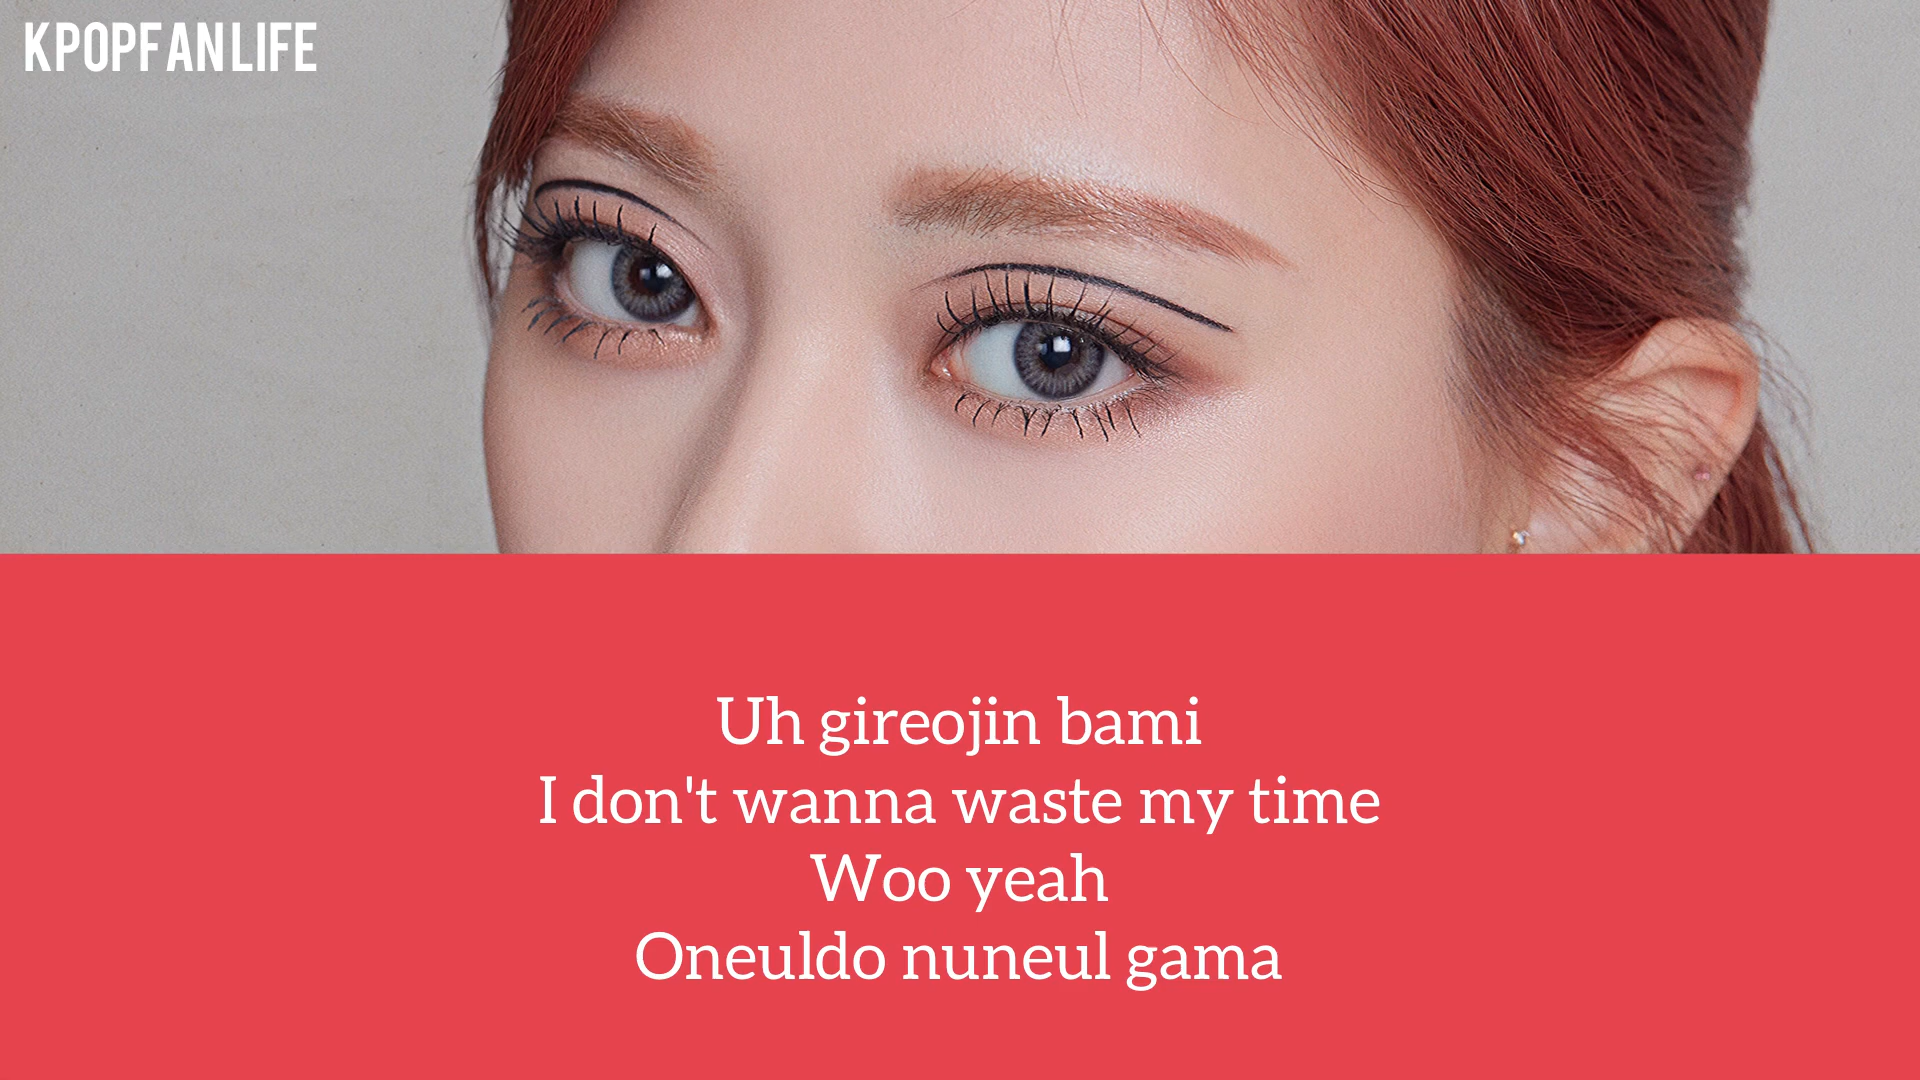 KPOPFANLIFE
Uh gireojin bami
I don't wanna waste my time
Woo yeah
Oneuldo nuneul gama